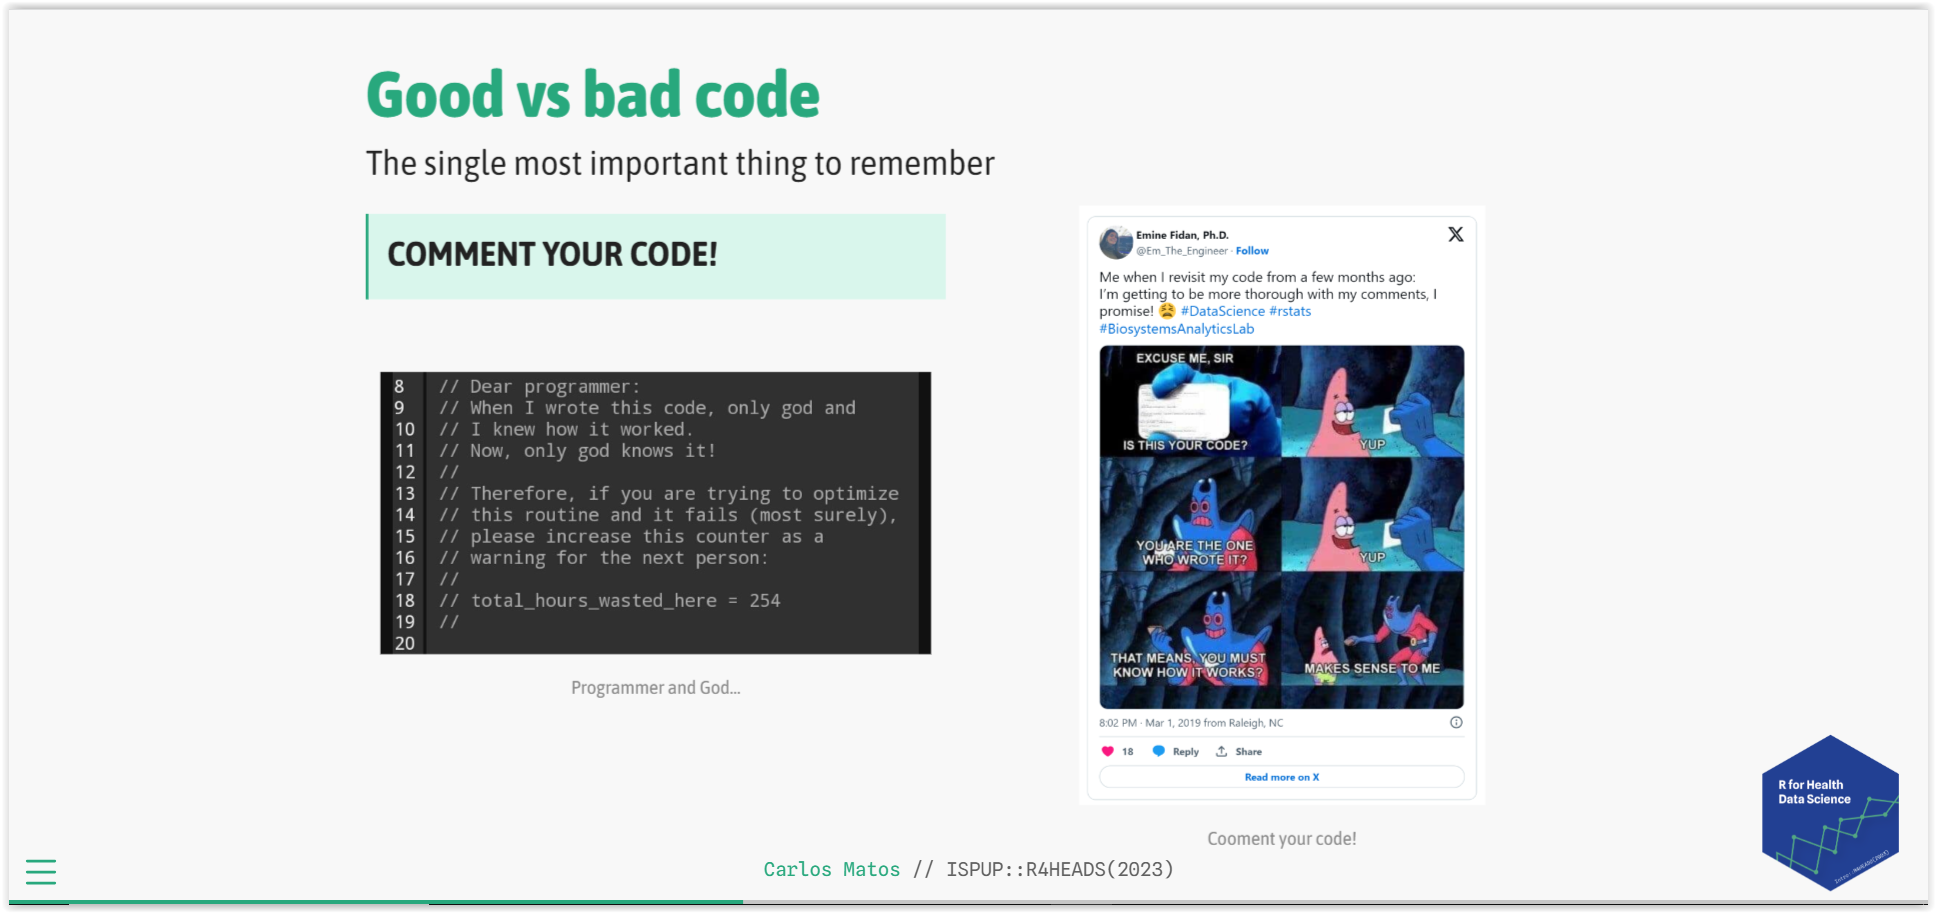 Good vs bad code
The single most important thing to remember
COMMENT YOUR CODE!
8 // Dear programmer:
9 // When I wrote this code, only god and
10 // I knew how it worked.
11 // Now, only god knows it!
12 //
13 // Therefore, if you are trying to optimize
14 // this routine and it fails (most surely),
15 // please increase this counter as a
16 // warning for the next person:
17 //
18 // total_hours_wasted_here = 254
19 //
20
Programmer and God...
Emine Fidan, Ph.D.
@Em_The_Engineer · Follow
Me when I revisit my code from a few months ago:
I'm getting to be more thorough with my comments, I
promise! 😫 #DataScience #rstats
#BiosystemsAnalyticsLab
EXCUSE ME, SIR
IS THIS YOUR CODE?
YUP
YOU ARE THE ONE
WHO WROTE IT?
YUP
THAT MEANS, YOU MUST
KNOW HOW IT WORKS?
MAKES SENSE TO ME
8:02 PM · Mar 1, 2019 from Raleigh, NC
18 Reply Share
Read more on X
Cooment your code!
R for Health
Data Science
Carlos Matos // ISPUP::R4HEADS(2023)